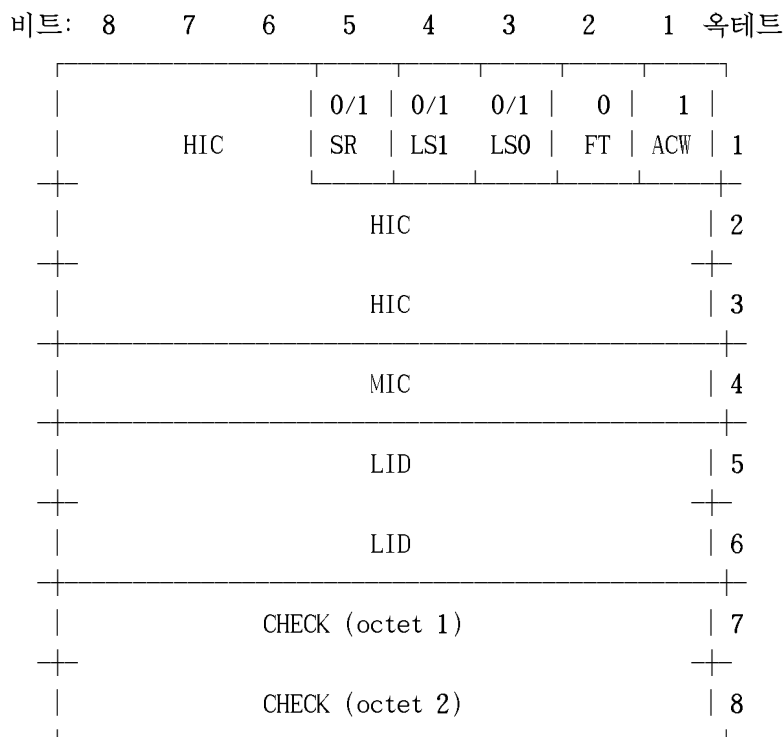 비트: 8 7 6 5 4 3 2 1 옥테트
0/1 0/1 0/1 0 1
HIC SR LS1 LS0 FT ACW 1
HIC 2
HIC 3
MIC 4
LID 5
LID 6
CHECK (octet 1) 7
CHECK (octet 2) 8